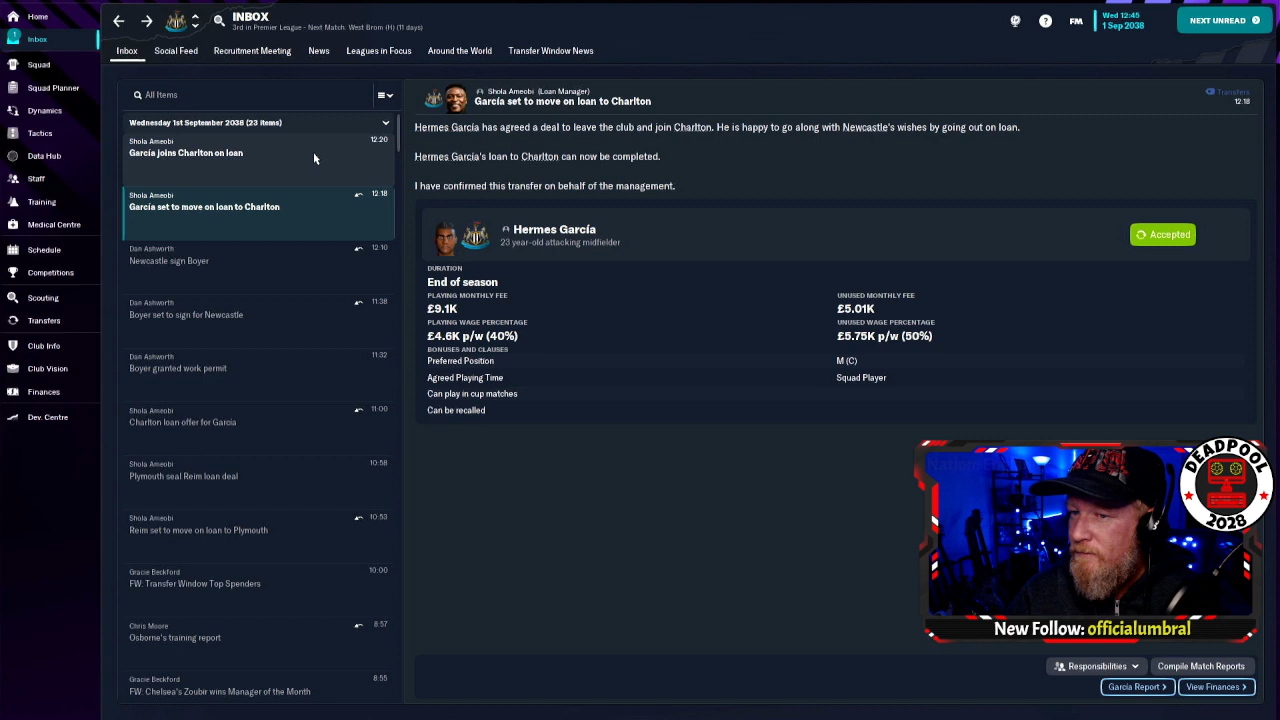 Home
INBOX
3rd in Premier League - Next Match: West Brom (H) (11 days)
FM
Wed 12:45
1 Sep 2038
NEXT UNREAD
1
Inbox
Squad
Squad Planner
Dynamics
Tactics
Data Hub
Staff
Training
Medical Centre
Schedule
Competitions
Scouting
Transfers
Club Info
Club Vision
Finances
Dev. Centre
Inbox
Social Feed
Recruitment Meeting
News
Leagues in Focus
Around the World
Transfer Window News
All Items
Wednesday 1st September 2038 (23 items)
Shola Ameobi
12:20
García joins Charlton on loan
Shola Ameobi
12:18
García set to move on loan to Charlton
Dan Ashworth
12:10
Newcastle sign Boyer
Dan Ashworth
11:38
Boyer set to sign for Newcastle
Dan Ashworth
11:32
Boyer granted work permit
Shola Ameobi
11:00
Charlton loan offer for García
Shola Ameobi
10:58
Plymouth seal Reim loan deal
Shola Ameobi
10:53
Reim set to move on loan to Plymouth
Gracie Beckford
10:00
FW: Transfer Window Top Spenders
Chris Moore
8:57
Osborne's training report
Gracie Beckford
8:55
FW: Chelsea's Zoubir wins Manager of the Month
Shola Ameobi (Loan Manager)
García set to move on loan to Charlton
Transfers
12:18
Hermes García has agreed a deal to leave the club and join Charlton. He is happy to go along with Newcastle's wishes by going out on loan.
Hermes García's loan to Charlton can now be completed.
I have confirmed this transfer on behalf of the management.
Hermes García
23 year-old attacking midfielder
Accepted
DURATION
End of season
PLAYING MONTHLY FEE
£9.1K
UNUSED MONTHLY FEE
£5.01K
PLAYING WAGE PERCENTAGE
£4.6K p/w (40%)
UNUSED WAGE PERCENTAGE
£5.75K p/w (50%)
BONUSES AND CLAUSES
Preferred Position
M (C)
Agreed Playing Time
Squad Player
Can play in cup matches
Can be recalled
DEADPOOL
2028
New Follow: officialumbral
Responsibilities
Compile Match Reports
García Report
View Finances